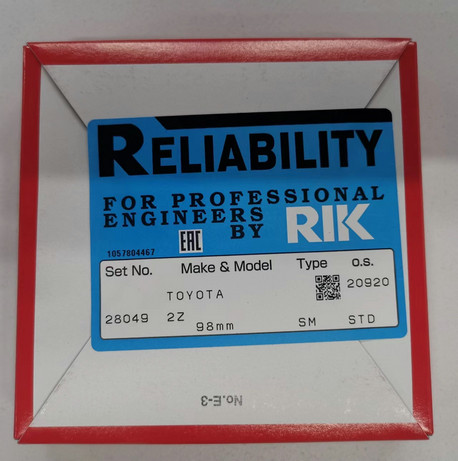 RELIABILITY
FOR PROFESSIONAL
ENGINEERS
BY RIK
EAC
1057804467
Set No. Make & Model Type o.s.
TOYOTA 20920
28049 2Z 98mm SM STD
No.E-3